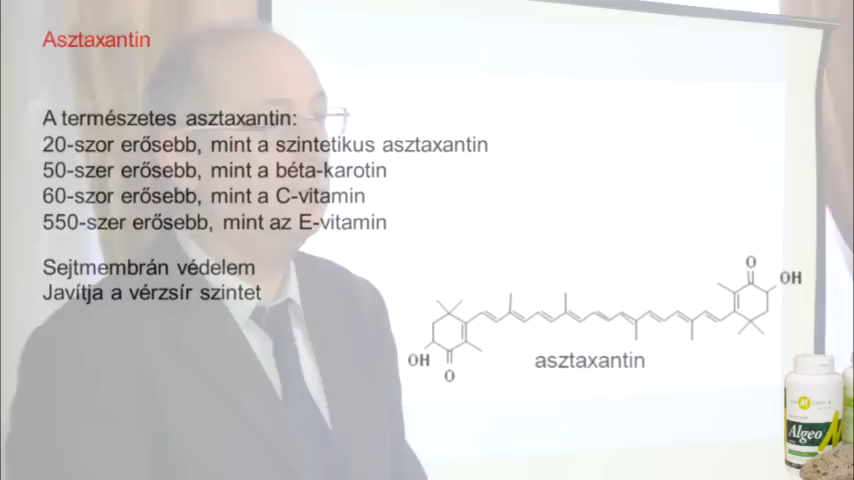 Asztaxantin
A természetes asztaxantin:
20-szor erősebb, mint a szintetikus asztaxantin
50-szer erősebb, mint a béta-karotin
60-szor erősebb, mint a C-vitamin
550-szer erősebb, mint az E-vitamin
Sejtmembrán védelem
Javítja a vérzsír szintet
O
OH
OH
O
asztaxantin
Algeo